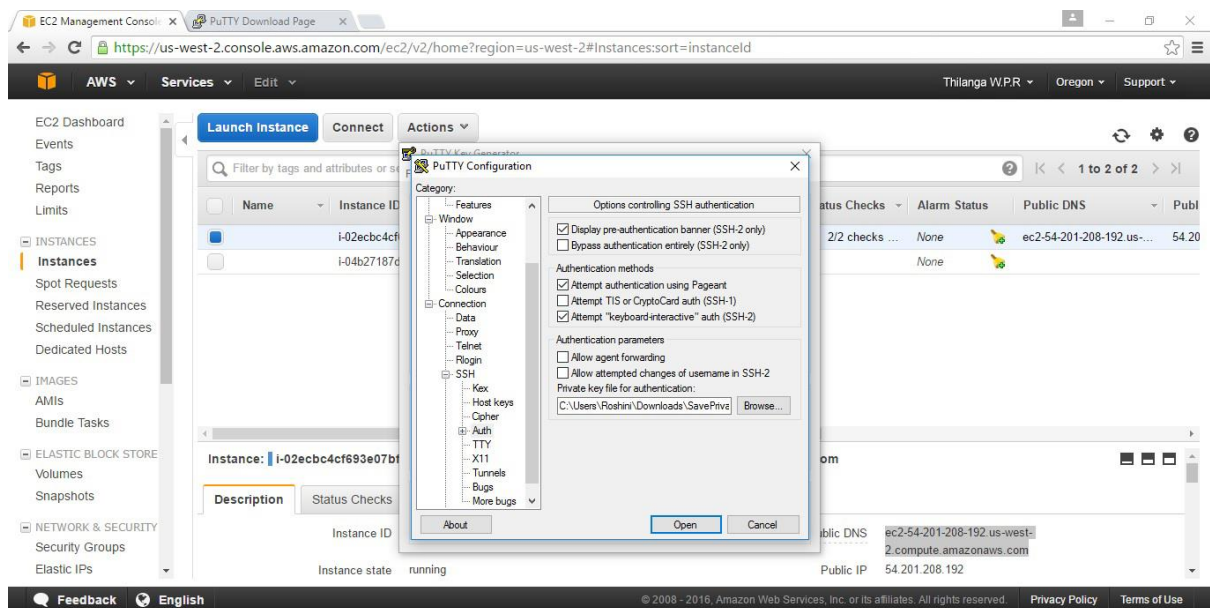 EC2 Management Console
PuTTY Download Page
https://us-west-2.console.aws.amazon.com/ec2/v2/home?region=us-west-2#Instances:sort=instanceId
AWS Services Edit Thilanga W.P.R Oregon Support
EC2 Dashboard
Events
Tags
Reports
Limits
INSTANCES
Instances
Spot Requests
Reserved Instances
Scheduled Instances
Dedicated Hosts
IMAGES
AMIs
Bundle Tasks
ELASTIC BLOCK STORE
Volumes
Snapshots
NETWORK & SECURITY
Security Groups
Elastic IPs
Launch Instance Connect Actions
Filter by tags and attributes or se
1 to 2 of 2
Name Instance ID atus Checks Alarm Status Public DNS Publ
i-02ecbc4cf 2/2 checks ... None ec2-54-201-208-192.us-... 54.20
i-04b27187 None
PuTTY Key Generator
PuTTY Configuration
Category:
Features
Window
Appearance
Behaviour
Translation
Selection
Colours
Connection
Data
Proxy
Telnet
Rlogin
SSH
Kex
Host keys
Cipher
Auth
TTY
X11
Tunnels
Bugs
More bugs
Options controlling SSH authentication
Display pre-authentication banner (SSH-2 only)
Bypass authentication entirely (SSH-2 only)
Authentication methods
Attempt authentication using Pageant
Attempt TIS or CryptoCard auth (SSH-1)
Attempt "keyboard-interactive" auth (SSH-2)
Authentication parameters
Allow agent forwarding
Allow attempted changes of username in SSH-2
Private key file for authentication:
C:\Users\Roshini\Downloads\SavePriva Browse...
About Open Cancel
Instance: i-02ecbc4cf693e07bf om
Description Status Checks
Instance ID
Instance state running
ublic DNS ec2-54-201-208-192.us-west-
2.compute.amazonaws.com
Public IP 54.201.208.192
Feedback English © 2008 - 2016, Amazon Web Services, Inc. or its affiliates. All rights reserved. Privacy Policy Terms of Use